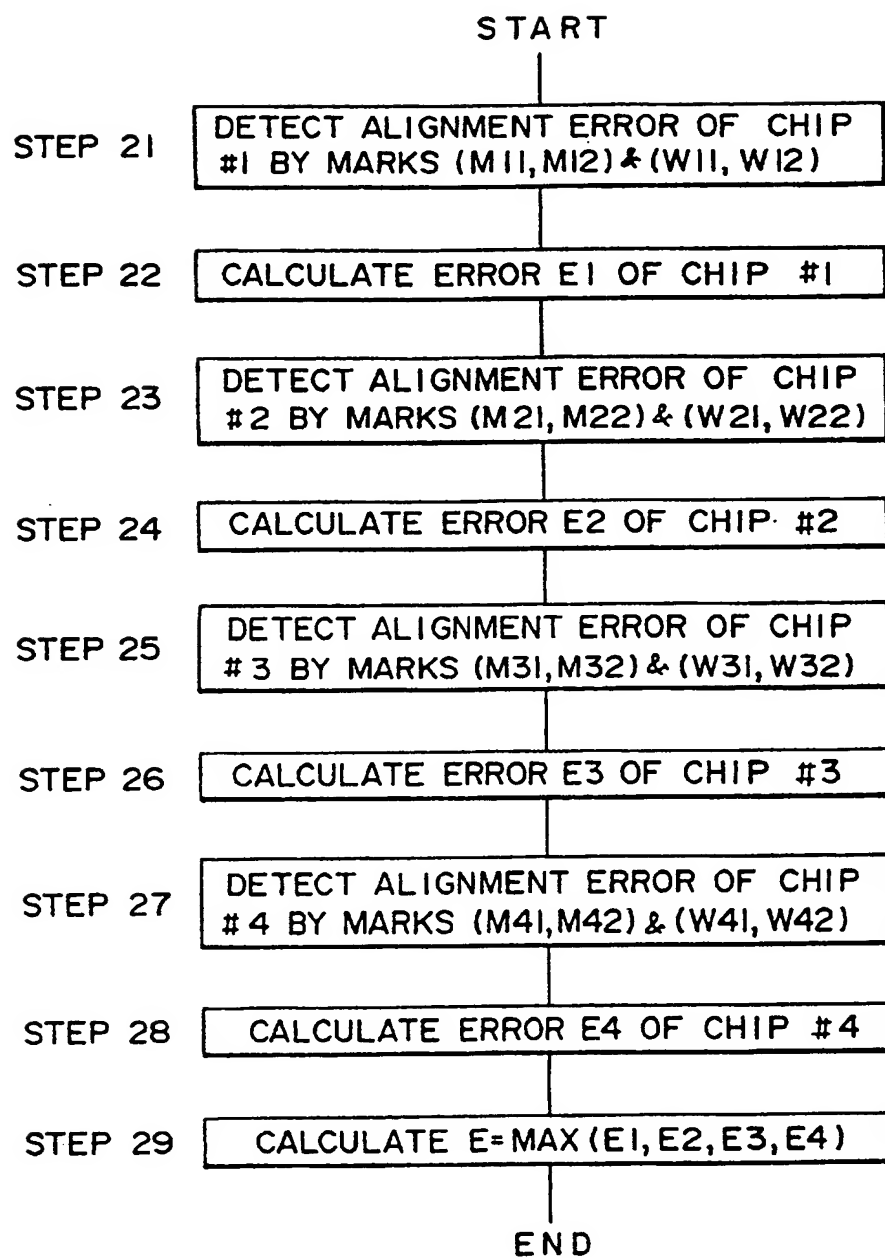 START
STEP 21
DETECT ALIGNMENT ERROR OF CHIP
#1 BY MARKS (M11, M12) & (W11, W12)
STEP 22
CALCULATE ERROR E1 OF CHIP #1
STEP 23
DETECT ALIGNMENT ERROR OF CHIP
#2 BY MARKS (M21, M22) & (W21, W22)
STEP 24
CALCULATE ERROR E2 OF CHIP #2
STEP 25
DETECT ALIGNMENT ERROR OF CHIP
#3 BY MARKS (M31, M32) & (W31, W32)
STEP 26
CALCULATE ERROR E3 OF CHIP #3
STEP 27
DETECT ALIGNMENT ERROR OF CHIP
#4 BY MARKS (M41, M42) & (W41, W42)
STEP 28
CALCULATE ERROR E4 OF CHIP #4
STEP 29
CALCULATE E=MAX (E1, E2, E3, E4)
END